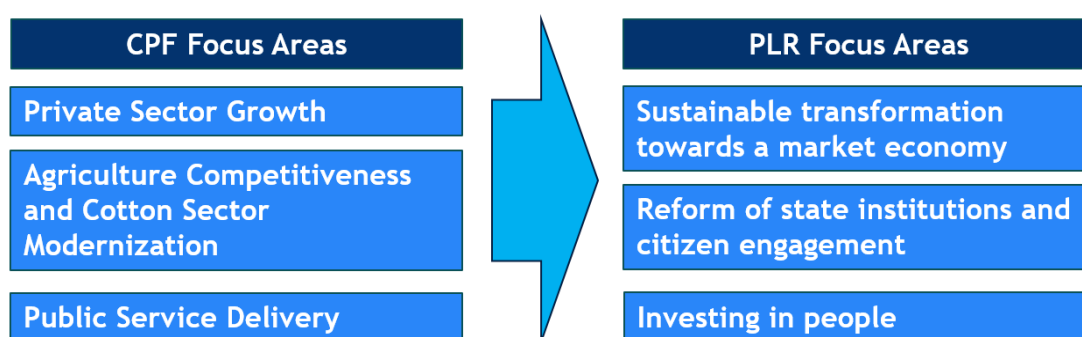 CPF Focus Areas
Private Sector Growth
Agriculture Competitiveness
and Cotton Sector
Modernization
Public Service Delivery
PLR Focus Areas
Sustainable transformation
towards a market economy
Reform of state institutions and
citizen engagement
Investing in people